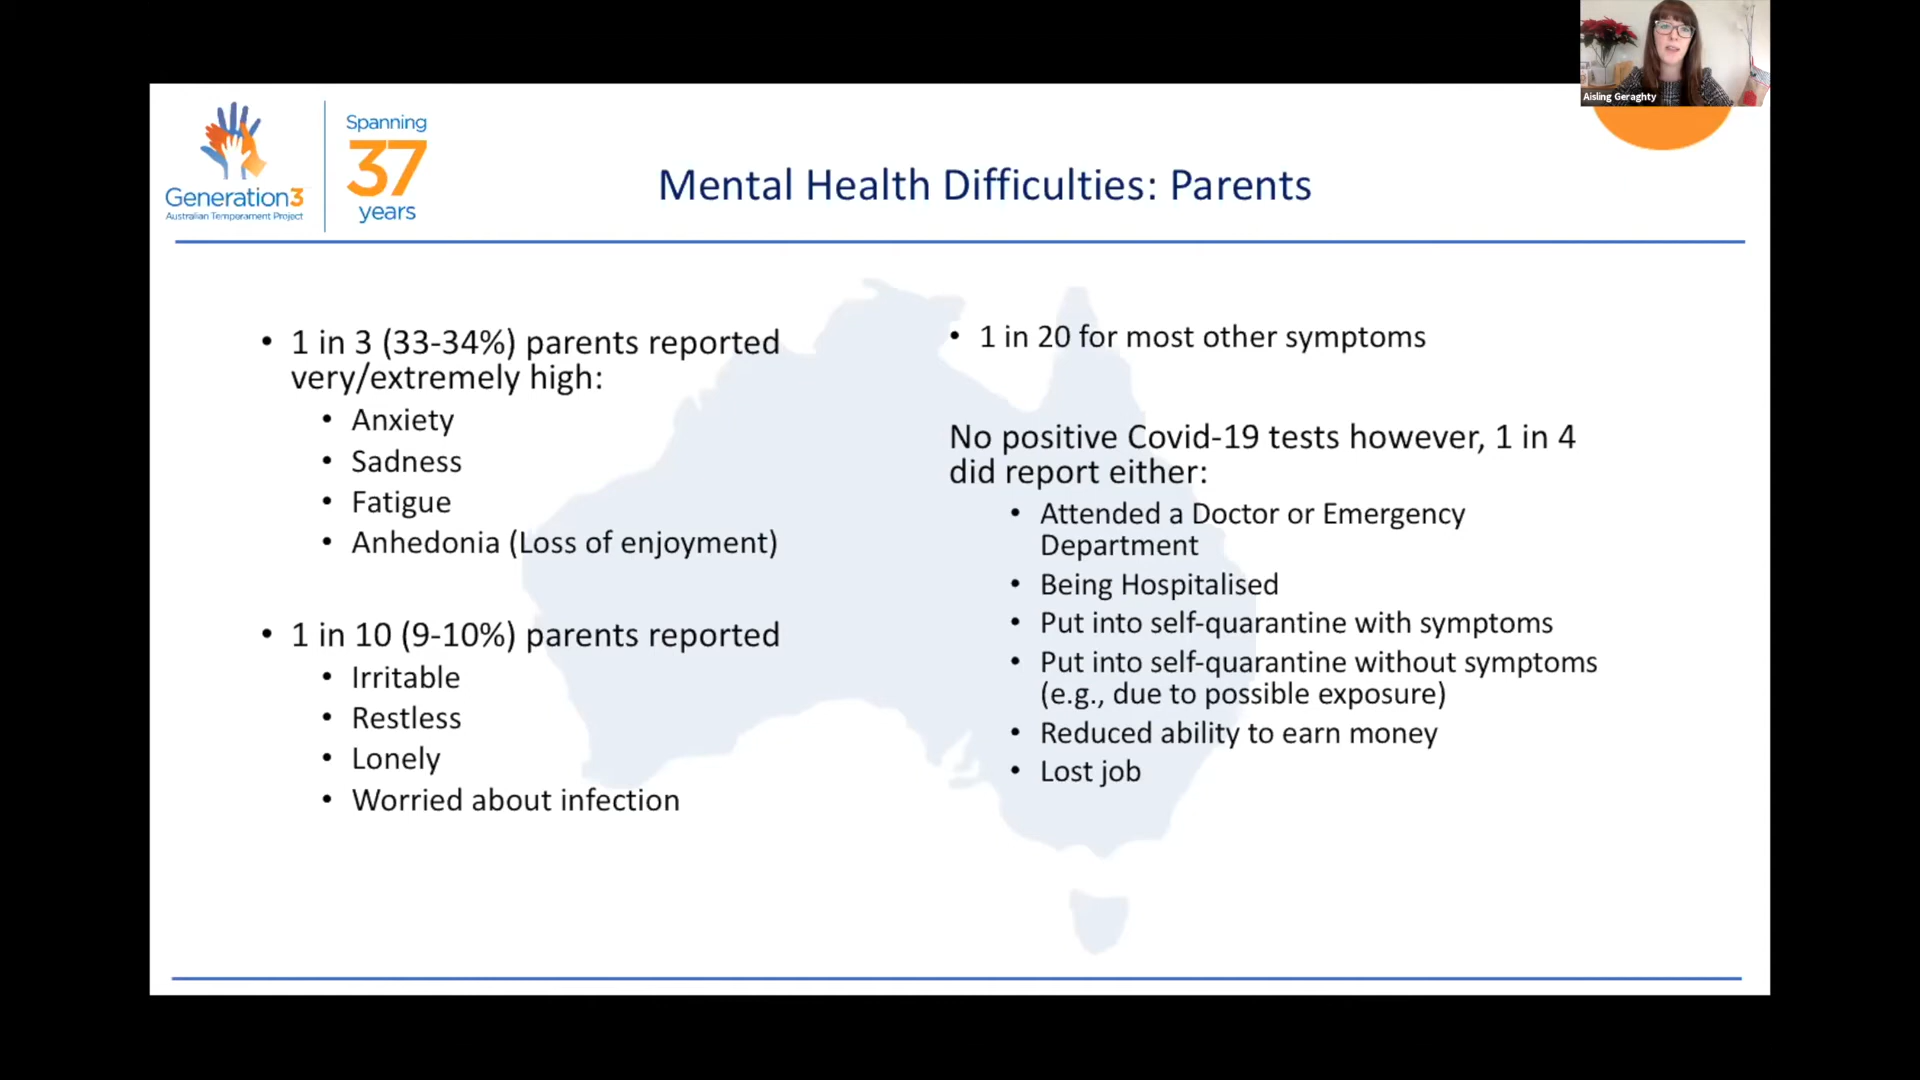 Aisling Geraghty
Generation3
Australian Temperament Project
Spanning
37
years
Mental Health Difficulties: Parents
• 1 in 3 (33-34%) parents reported
very/extremely high:
• Anxiety
• Sadness
• Fatigue
• Anhedonia (Loss of enjoyment)
• 1 in 10 (9-10%) parents reported
• Irritable
• Restless
• Lonely
• Worried about infection
• 1 in 20 for most other symptoms
No positive Covid-19 tests however, 1 in 4
did report either:
• Attended a Doctor or Emergency
Department
• Being Hospitalised
• Put into self-quarantine with symptoms
• Put into self-quarantine without symptoms
(e.g., due to possible exposure)
• Reduced ability to earn money
• Lost job